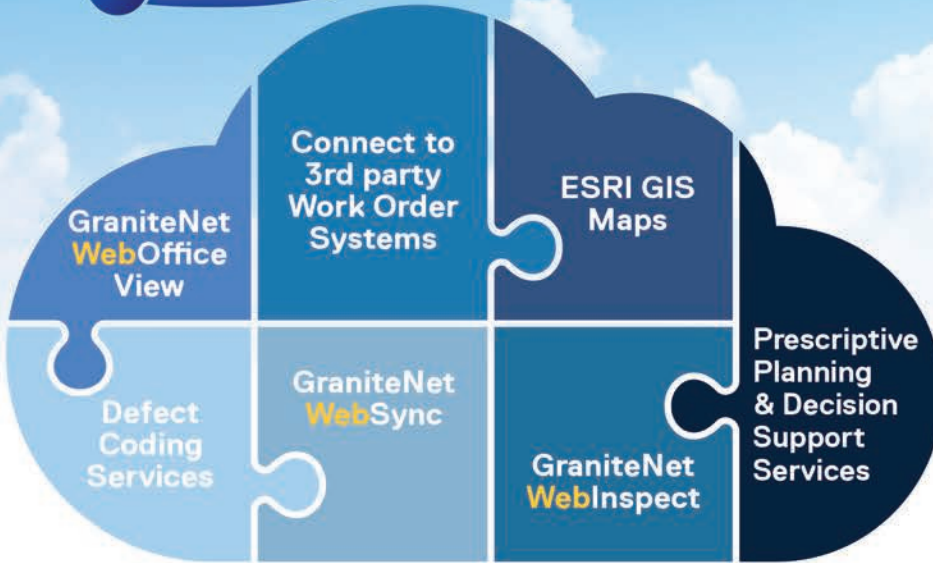 GraniteNet
WebOffice
View
Connect to
3rd party
Work Order
Systems
ESRI GIS
Maps
Defect
Coding
Services
GraniteNet
WebSync
GraniteNet
WebInspect
Prescriptive
Planning
& Decision
Support
Services